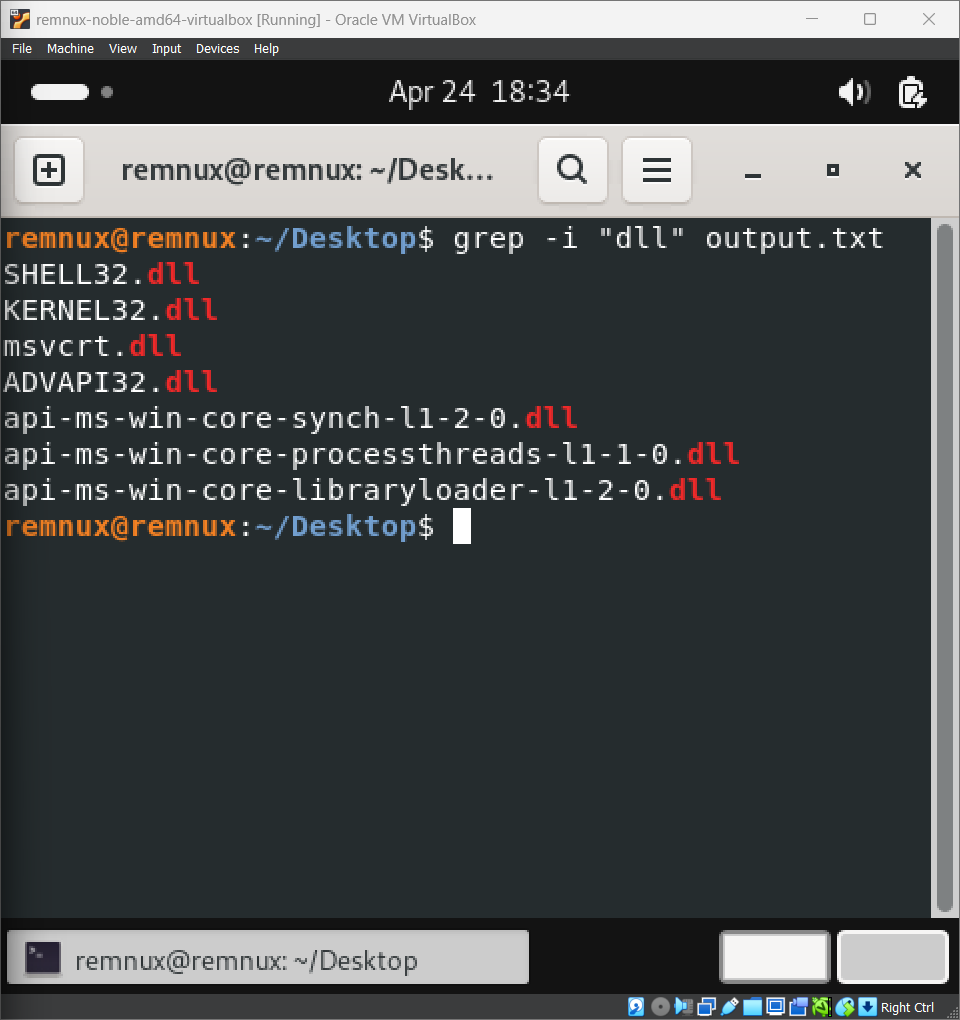 remnux-noble-amd64-virtualbox [Running] - Oracle VM VirtualBox
File Machine View Input Devices Help
Apr 24 18:34
remnux@remnux: ~/Desk...
remnux@remnux:~/Desktop$ grep -i "dll" output.txt
SHELL32.dll
KERNEL32.dll
msvcrt.dll
ADVAPI32.dll
api-ms-win-core-synch-l1-2-0.dll
api-ms-win-core-processthreads-l1-1-0.dll
api-ms-win-core-libraryloader-l1-2-0.dll
remnux@remnux:~/Desktop$
remnux@remnux: ~/Desktop
Right Ctrl